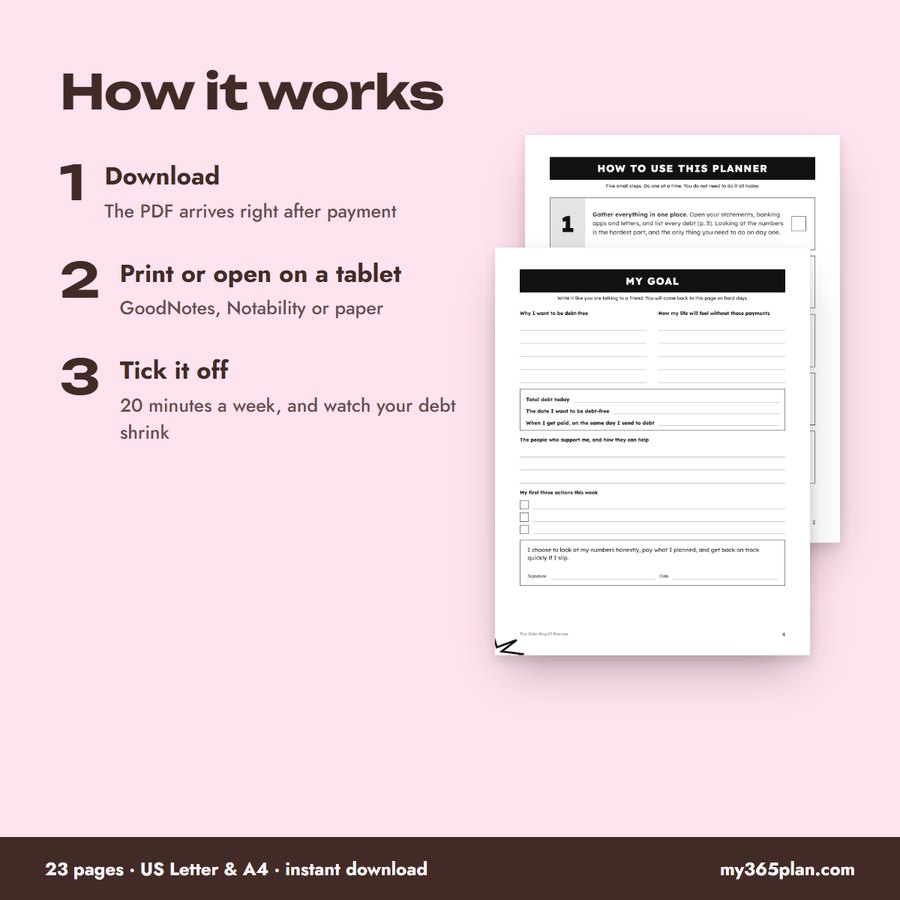 How it works
1
Download
The PDF arrives right after payment
2
Print or open on a tablet
GoodNotes, Notability or paper
3
Tick it off
20 minutes a week, and watch your debt
shrink
HOW TO USE THIS PLANNER
Five small steps. Do one at a time. You do not need to do it all today.
1
Gather everything in one place. Open your statements, banking
apps and letters, and list every debt (p. 5). Looking at the numbers
is the hardest part, and the only thing you need to do on day one.
2
MY GOAL
Write it like you are talking to a friend. You will come back to this page on hard days.
Why I want to be debt-free
How my life will feel without these payments
Total debt today
The date I want to be debt-free
When I get paid, on the same day I send to debt
The people who support me, and how they can help
My first three actions this week
I choose to look at my numbers honestly, pay what I planned, and get back on track
quickly if I slip.
Signature
Date
The Debt Payoff Planner
23 pages · US Letter & A4 · instant download
my365plan.com